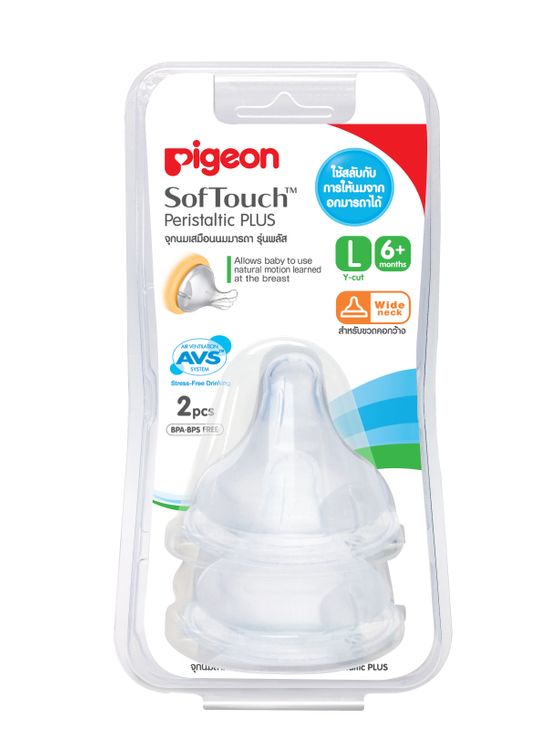 pigeon
SofTouch™
Peristaltic PLUS
จุกนมเสมือนนมมารดา รุ่นพลัส
ใช้สลับกับ
การให้นมจาก
อกมารดาได้
Allows baby to use
natural motion learned
at the breast
L
Y-cut
6+
months
Wide
neck
สำหรับขวดคอกว้าง
AIR VENTILATION
AVS™
SYSTEM
Stress-Free Drinking
2pcs
BPA-BPS FREE
PLUS